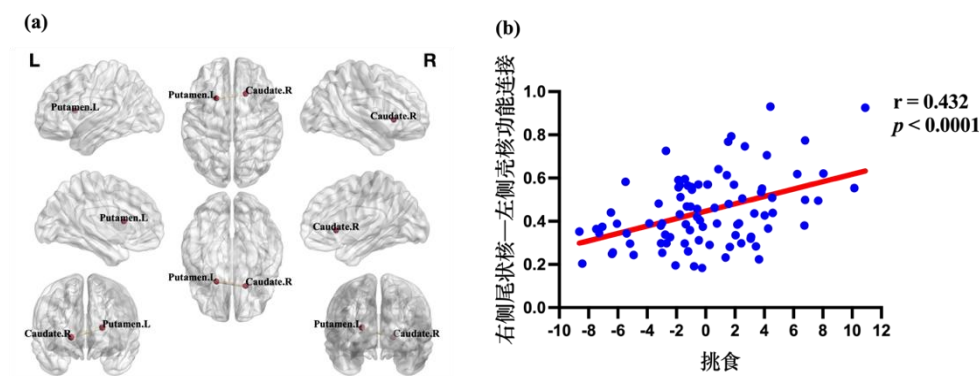 (a)
L
R
Putamen.L
Putamen.L
Caudate.R
Caudate.R
Putamen.L
Caudate.R
Putamen.L
Caudate.R
Caudate.R
Putamen.L
Putamen.L
Caudate.R
(b)
右侧尾状核—左侧壳核功能连接
1.0
0.8
0.6
0.4
0.2
0.0
-10 -8 -6 -4 -2 0 2 4 6 8 10 12
挑食
r = 0.432
p < 0.0001